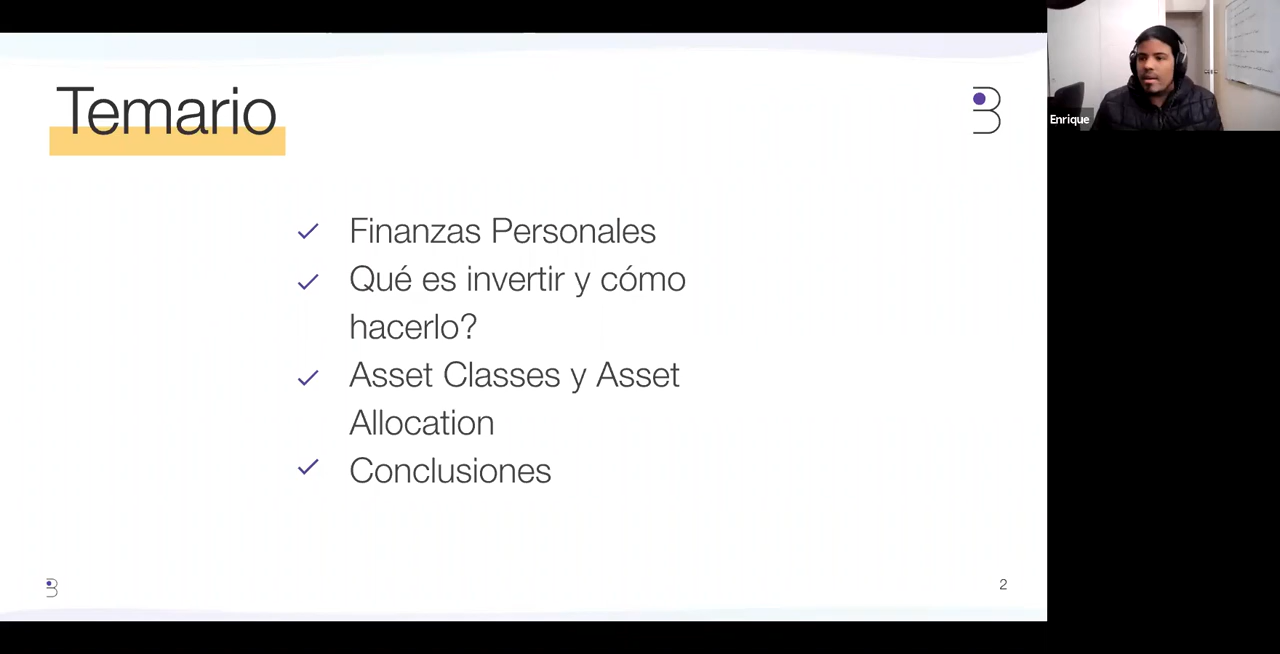 Temario
Finanzas Personales
Qué es invertir y cómo
hacerlo?
Asset Classes y Asset
Allocation
Conclusiones
2
Enrique